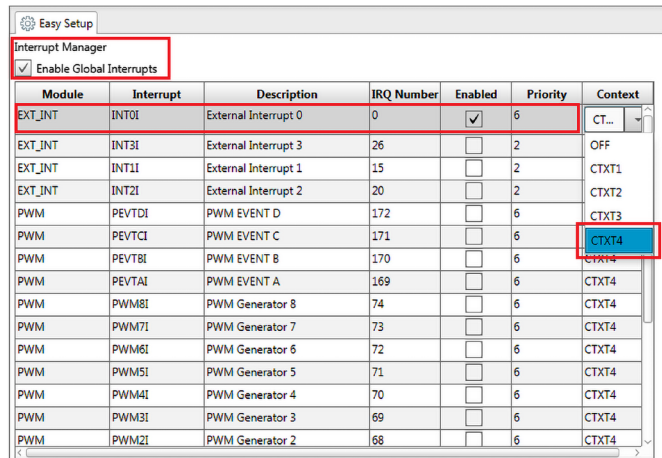 Easy Setup
Interrupt Manager
Enable Global Interrupts
Module Interrupt Description IRQ Number Enabled Priority Context
EXT_INT INT0I External Interrupt 0 0 6 CT...
EXT_INT INT3I External Interrupt 3 26 2 OFF
EXT_INT INT1I External Interrupt 1 15 2 CTXT1
EXT_INT INT2I External Interrupt 2 20 2 CTXT2
PWM PEVTDI PWM EVENT D 172 6 CTXT3
PWM PEVTCI PWM EVENT C 171 6 CTXT4
PWM PEVTBI PWM EVENT B 170 6 CTXT4
PWM PEVTAI PWM EVENT A 169 6 CTXT4
PWM PWM8I PWM Generator 8 74 6 CTXT4
PWM PWM7I PWM Generator 7 73 6 CTXT4
PWM PWM6I PWM Generator 6 72 6 CTXT4
PWM PWM5I PWM Generator 5 71 6 CTXT4
PWM PWM4I PWM Generator 4 70 6 CTXT4
PWM PWM3I PWM Generator 3 69 6 CTXT4
PWM PWM2I PWM Generator 2 68 6 CTXT4